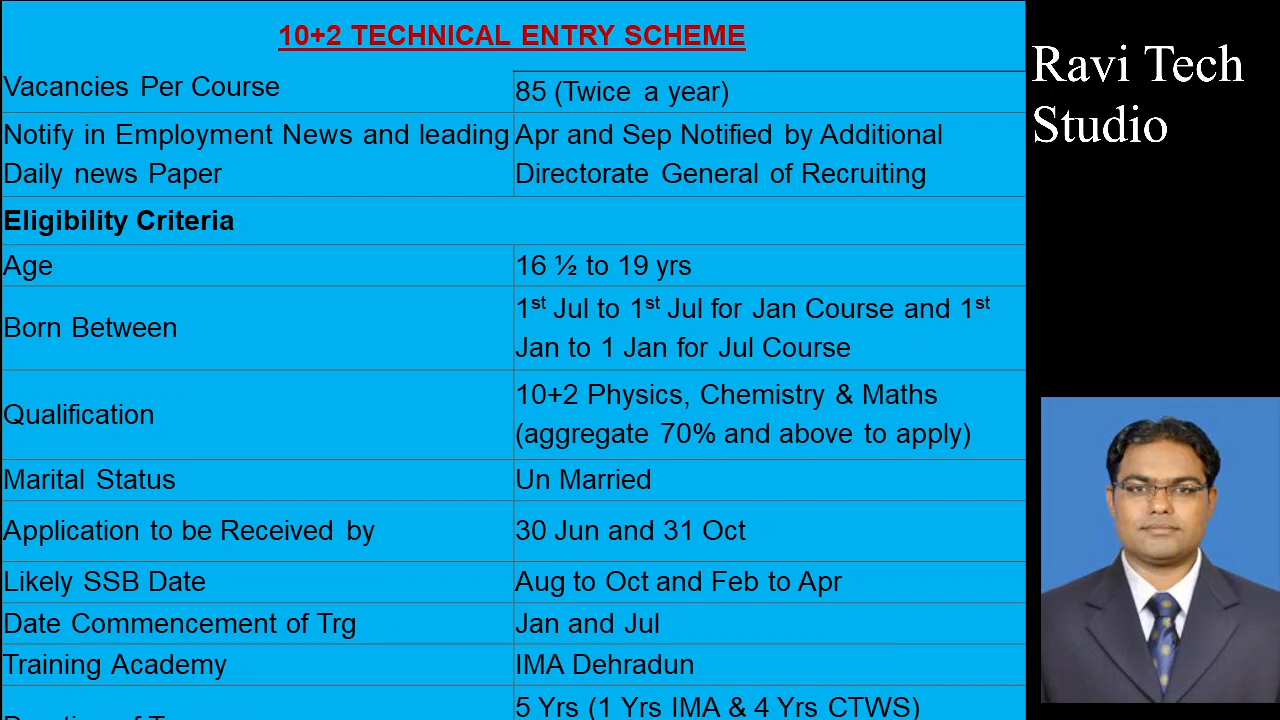 10+2 TECHNICAL ENTRY SCHEME
Vacancies Per Course
85 (Twice a year)
Notify in Employment News and leading
Daily news Paper
Apr and Sep Notified by Additional
Directorate General of Recruiting
Eligibility Criteria
Age
16 ½ to 19 yrs
Born Between
1st Jul to 1st Jul for Jan Course and 1st
Jan to 1 Jan for Jul Course
Qualification
10+2 Physics, Chemistry & Maths
(aggregate 70% and above to apply)
Marital Status
Un Married
Application to be Received by
30 Jun and 31 Oct
Likely SSB Date
Aug to Oct and Feb to Apr
Date Commencement of Trg
Jan and Jul
Training Academy
IMA Dehradun
5 Yrs (1 Yrs IMA & 4 Yrs CTWS)
Ravi Tech
Studio